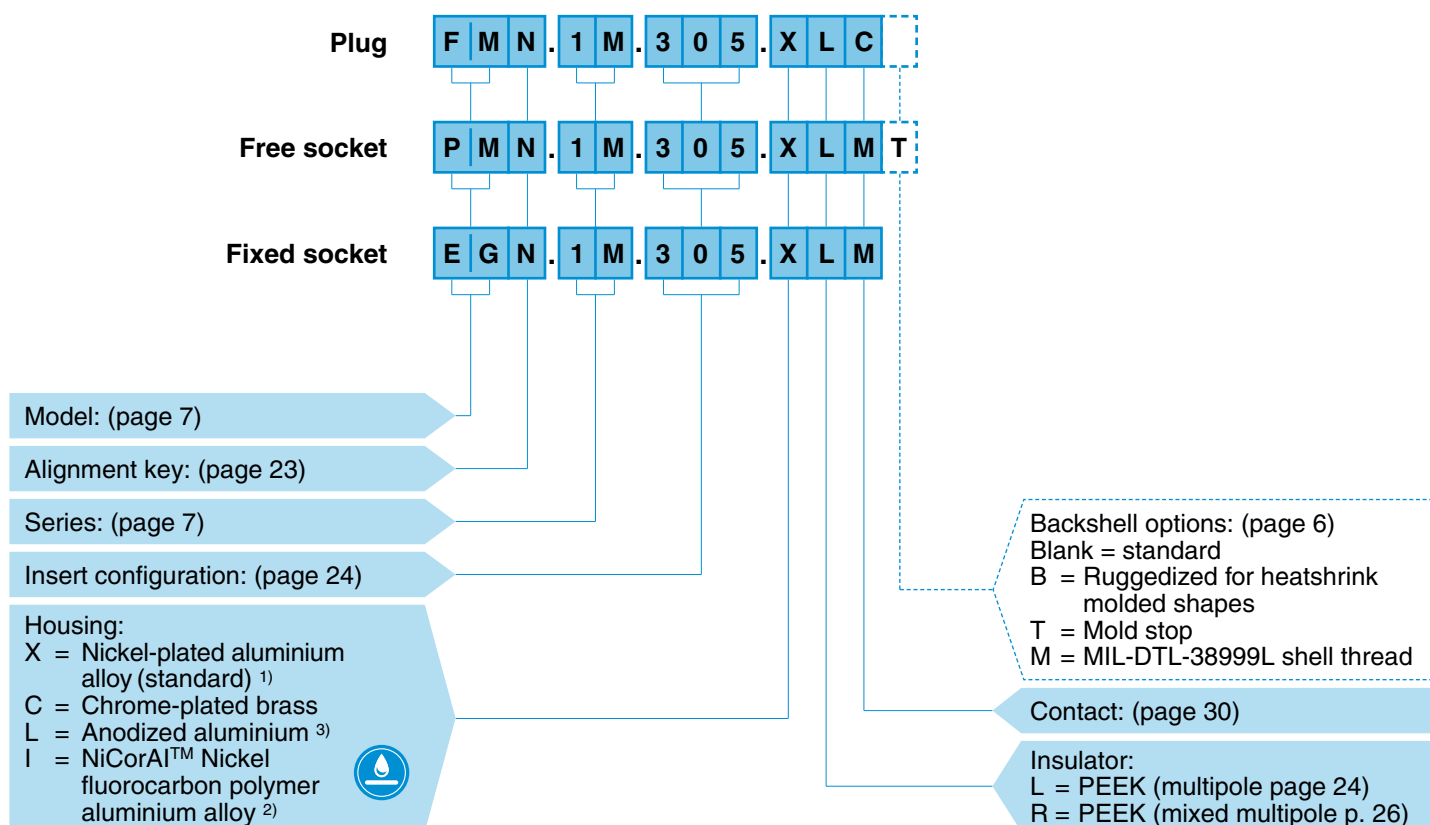 Plug F M N . 1 M . 3 0 5 . X L C
Free socket P M N . 1 M . 3 0 5 . X L M T
Fixed socket E G N . 1 M . 3 0 5 . X L M
Model: (page 7)
Alignment key: (page 23)
Series: (page 7)
Insert configuration: (page 24)
Housing:
X = Nickel-plated aluminium
alloy (standard) 1)
C = Chrome-plated brass
L = Anodized aluminium 3)
I = NiCorAl™ Nickel
fluorocarbon polymer
aluminium alloy 2)
Backshell options: (page 6)
Blank = standard
B = Ruggedized for heatshrink
molded shapes
T = Mold stop
M = MIL-DTL-38999L shell thread
Contact: (page 30)
Insulator:
L = PEEK (multipole page 24)
R = PEEK (mixed multipole p. 26)